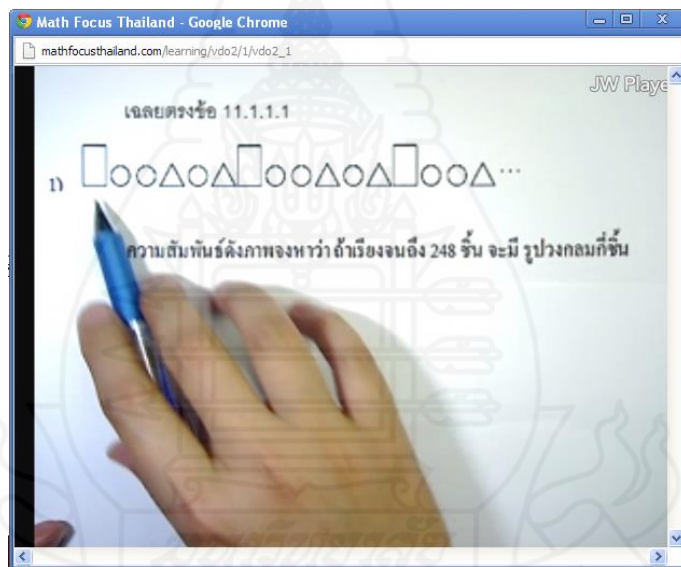 Math Focus Thailand - Google Chrome
mathfocusthailand.com/learning/vdo2/1/vdo2_1
JW Playe
เฉลยตรงข้อ 11.1.1.1
1) □○○△○△□○○△○△□○○△...
ความสัมพันธ์ดังภาพจงหาว่า ถ้าเรียงจนถึง 248 ชิ้น จะมี รูปวงกลมกี่ชิ้น